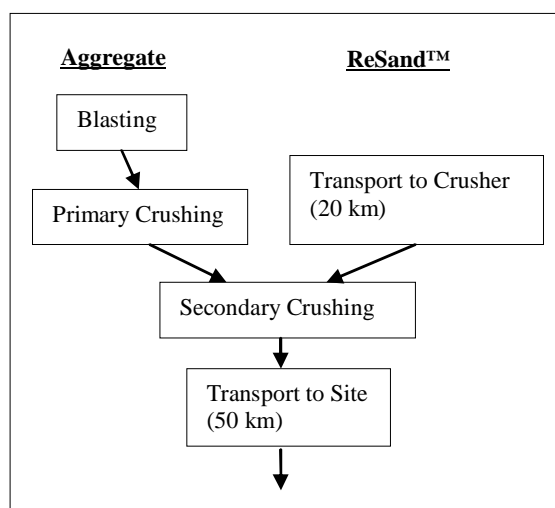 Aggregate
ReSand™
Blasting
Primary Crushing
Transport to Crusher
(20 km)
Secondary Crushing
Transport to Site
(50 km)